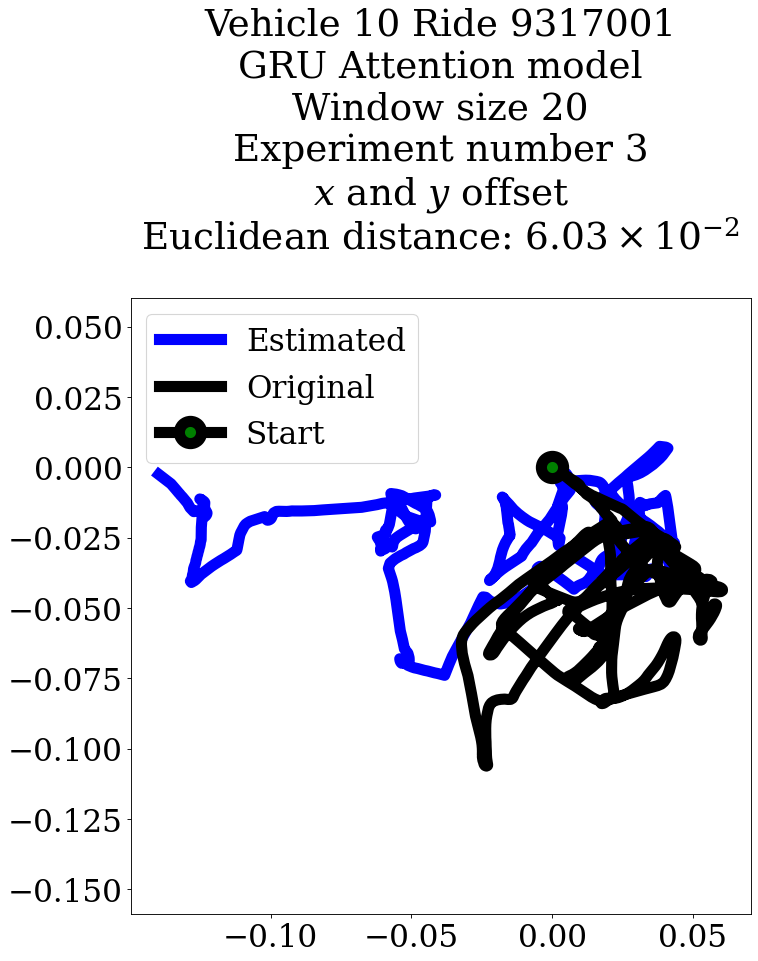 Vehicle 10 Ride 9317001
GRU Attention model
Window size 20
Experiment number 3
x and y offset
Euclidean distance: 6.03 × 10⁻²
Estimated
Original
Start
0.050
0.025
0.000
−0.025
−0.050
−0.075
−0.100
−0.125
−0.150
−0.10 −0.05 0.00 0.05